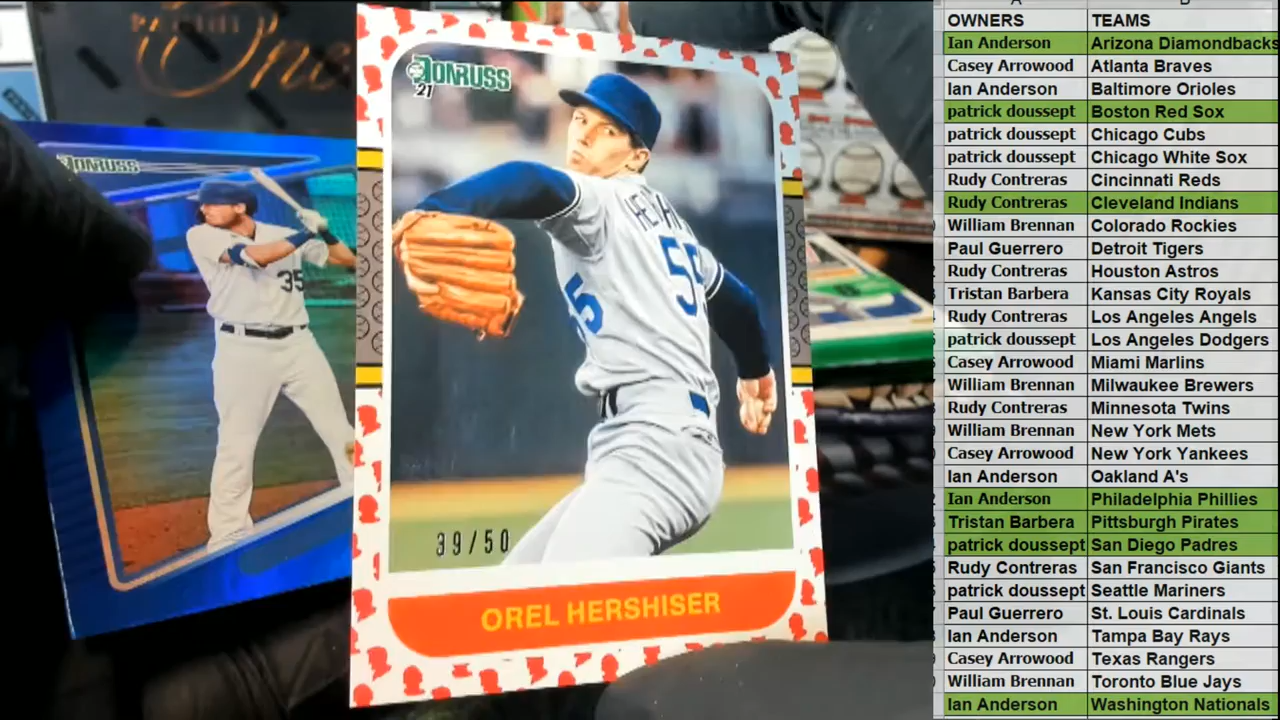 PANINI
One
DONRUSS
35
DONRUSS
'21
HERSH
55
55
39/50
OREL HERSHISER
OWNERS TEAMS
Ian Anderson Arizona Diamondbacks
Casey Arrowood Atlanta Braves
Ian Anderson Baltimore Orioles
patrick doussept Boston Red Sox
patrick doussept Chicago Cubs
patrick doussept Chicago White Sox
Rudy Contreras Cincinnati Reds
Rudy Contreras Cleveland Indians
William Brennan Colorado Rockies
Paul Guerrero Detroit Tigers
Rudy Contreras Houston Astros
Tristan Barbera Kansas City Royals
Rudy Contreras Los Angeles Angels
patrick doussept Los Angeles Dodgers
Casey Arrowood Miami Marlins
William Brennan Milwaukee Brewers
Rudy Contreras Minnesota Twins
William Brennan New York Mets
Casey Arrowood New York Yankees
Ian Anderson Oakland A's
Ian Anderson Philadelphia Phillies
Tristan Barbera Pittsburgh Pirates
patrick doussept San Diego Padres
Rudy Contreras San Francisco Giants
patrick doussept Seattle Mariners
Paul Guerrero St. Louis Cardinals
Ian Anderson Tampa Bay Rays
Casey Arrowood Texas Rangers
William Brennan Toronto Blue Jays
Ian Anderson Washington Nationals